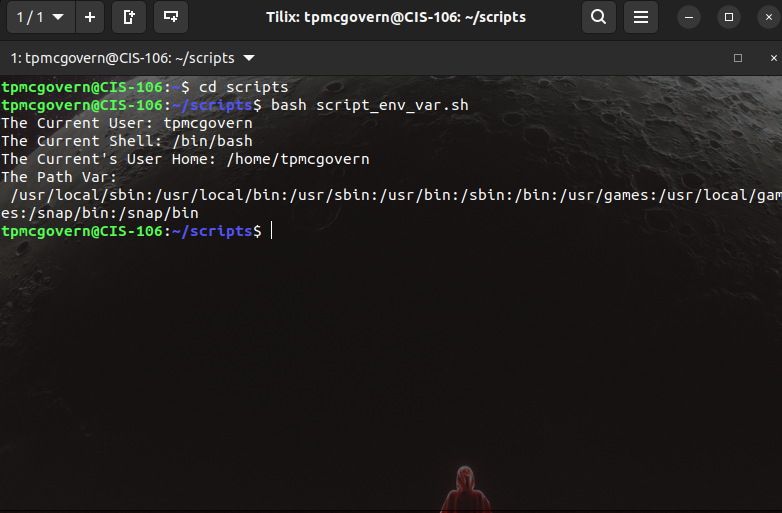 1 / 1
Tilix: tpmcgovern@CIS-106: ~/scripts
1: tpmcgovern@CIS-106: ~/scripts
tpmcgovern@CIS-106:~$ cd scripts
tpmcgovern@CIS-106:~/scripts$ bash script_env_var.sh
The Current User: tpmcgovern
The Current Shell: /bin/bash
The Current's User Home: /home/tpmcgovern
The Path Var:
 /usr/local/sbin:/usr/local/bin:/usr/sbin:/usr/bin:/sbin:/bin:/usr/games:/usr/local/gam
es:/snap/bin:/snap/bin
tpmcgovern@CIS-106:~/scripts$